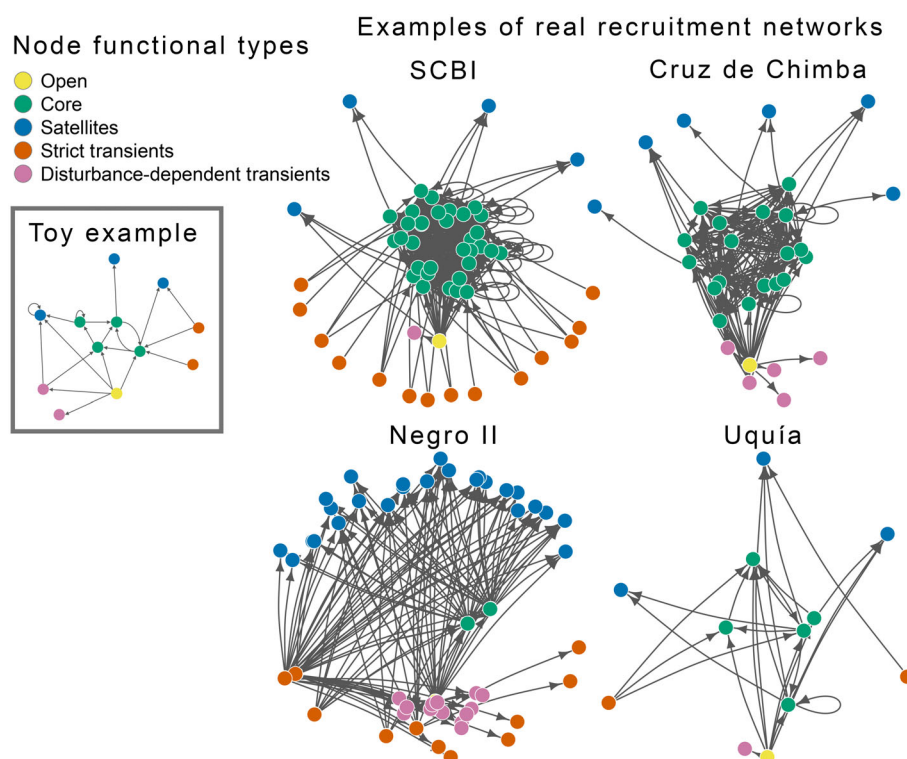 Examples of real recruitment networks
Node functional types
Open
Core
Satellites
Strict transients
Disturbance-dependent transients
Toy example
SCBI
Cruz de Chimba
Negro II
Uquía